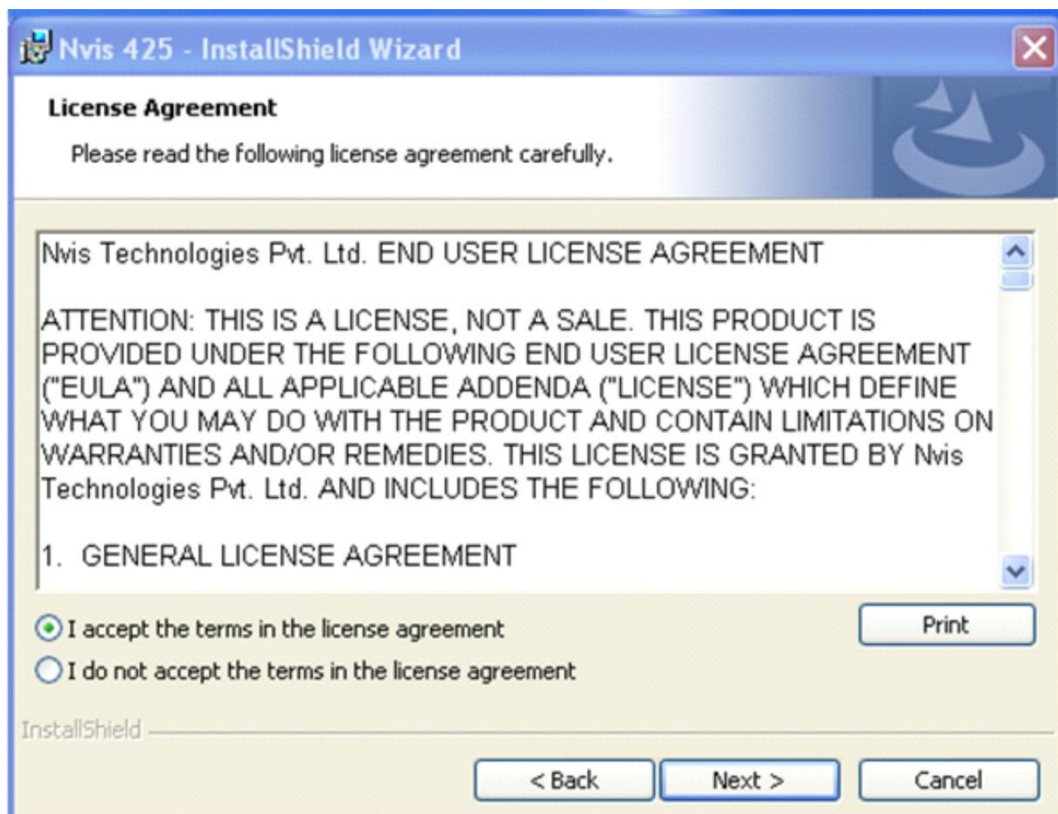 Nvis 425 - InstallShield Wizard
License Agreement
Please read the following license agreement carefully.
Nvis Technologies Pvt. Ltd. END USER LICENSE AGREEMENT
ATTENTION: THIS IS A LICENSE, NOT A SALE. THIS PRODUCT IS
PROVIDED UNDER THE FOLLOWING END USER LICENSE AGREEMENT
("EULA") AND ALL APPLICABLE ADDENDA ("LICENSE") WHICH DEFINE
WHAT YOU MAY DO WITH THE PRODUCT AND CONTAIN LIMITATIONS ON
WARRANTIES AND/OR REMEDIES. THIS LICENSE IS GRANTED BY Nvis
Technologies Pvt. Ltd. AND INCLUDES THE FOLLOWING:
1. GENERAL LICENSE AGREEMENT
I accept the terms in the license agreement
Print
I do not accept the terms in the license agreement
InstallShield
< Back Next > Cancel